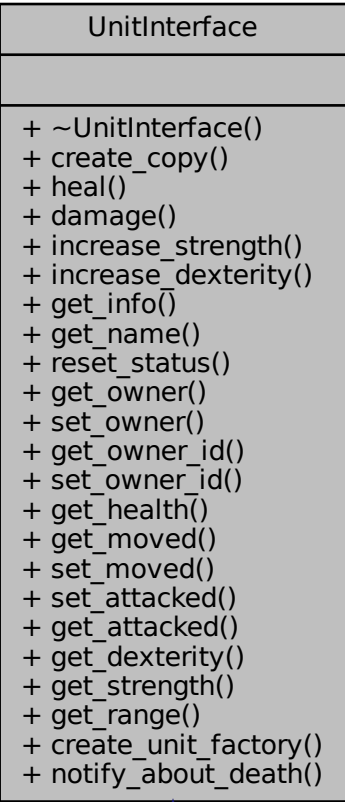 UnitInterface
+ ~UnitInterface()
+ create_copy()
+ heal()
+ damage()
+ increase_strength()
+ increase_dexterity()
+ get_info()
+ get_name()
+ reset_status()
+ get_owner()
+ set_owner()
+ get_owner_id()
+ set_owner_id()
+ get_health()
+ get_moved()
+ set_moved()
+ set_attacked()
+ get_attacked()
+ get_dexterity()
+ get_strength()
+ get_range()
+ create_unit_factory()
+ notify_about_death()